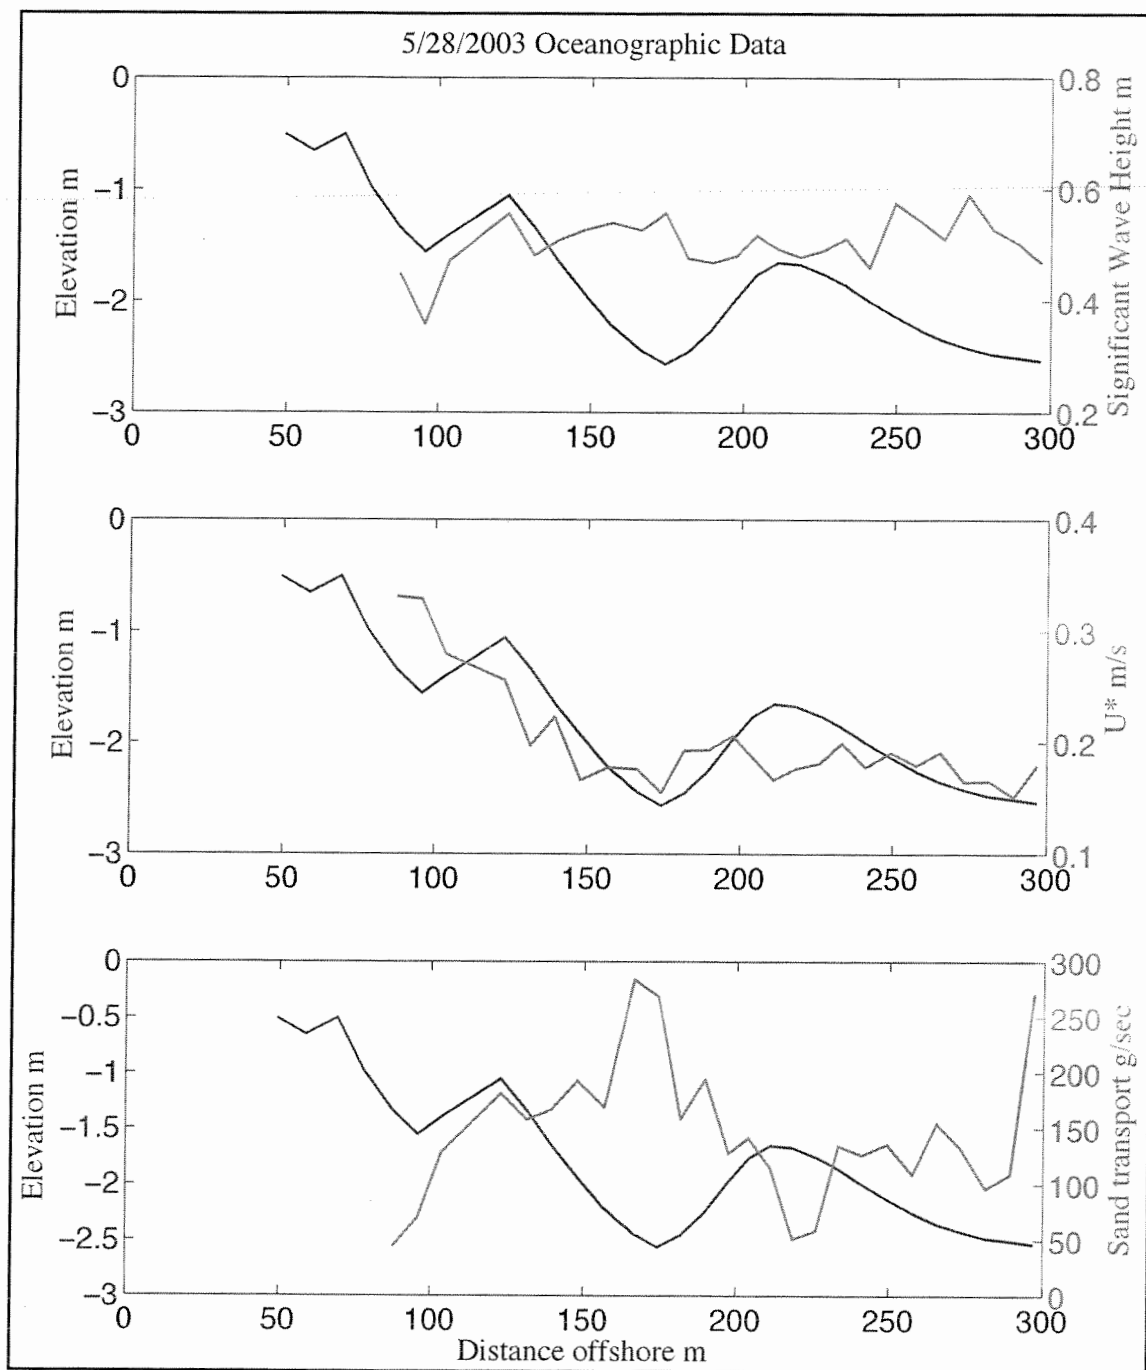 5/28/2003 Oceanographic Data
0
−1
−2
−3
Elevation m
0.8
0.6
0.4
0.2
Significant Wave Height m
0 50 100 150 200 250 300
0
−1
−2
−3
Elevation m
0.4
0.3
0.2
0.1
U* m/s
0 50 100 150 200 250 300
0
−0.5
−1
−1.5
−2
−2.5
−3
Elevation m
300
250
200
150
100
50
0
Sand transport g/sec
0 50 100 150 200 250 300
Distance offshore m